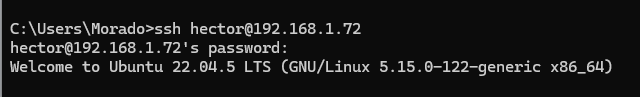 C:\Users\Morado>ssh hector@192.168.1.72
hector@192.168.1.72's password:
Welcome to Ubuntu 22.04.5 LTS (GNU/Linux 5.15.0-122-generic x86_64)